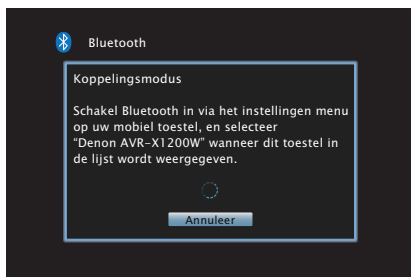 Bluetooth
Koppelingsmodus
Schakel Bluetooth in via het instellingen menu
op uw mobiel toestel, en selecteer
“Denon AVR-X1200W” wanneer dit toestel in
de lijst wordt weergegeven.
Annuleer